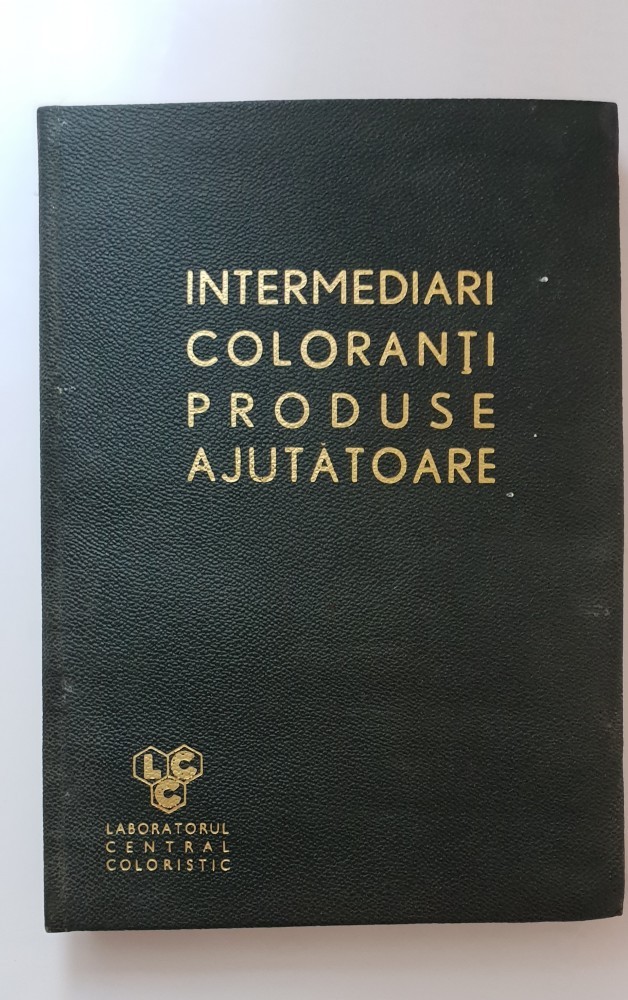 INTERMEDIARI
COLORANȚI
PRODUSE
AJUTĂTOARE
LCC
LABORATORUL
CENTRAL
COLORISTIC